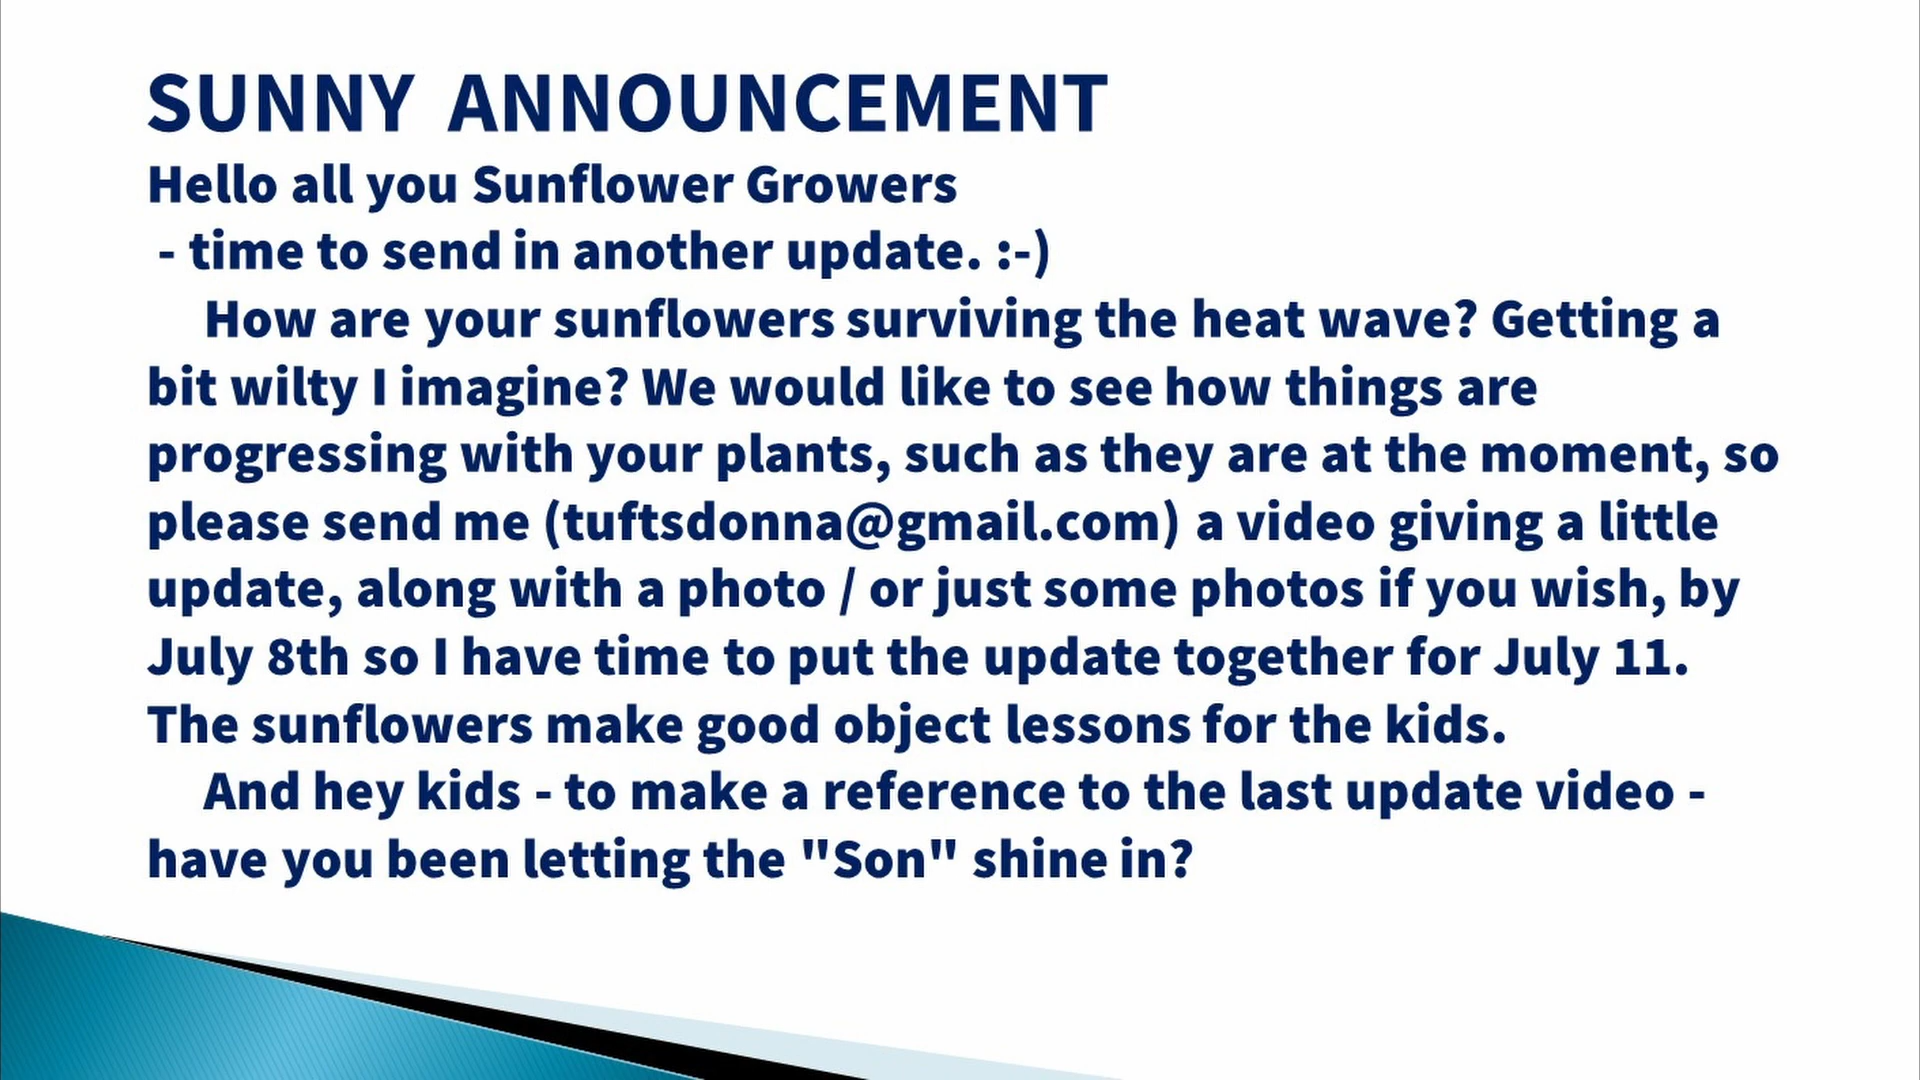 SUNNY ANNOUNCEMENT
Hello all you Sunflower Growers
- time to send in another update. :-)
How are your sunflowers surviving the heat wave? Getting a
bit wilty I imagine? We would like to see how things are
progressing with your plants, such as they are at the moment, so
please send me (tuftsdonna@gmail.com) a video giving a little
update, along with a photo / or just some photos if you wish, by
July 8th so I have time to put the update together for July 11.
The sunflowers make good object lessons for the kids.
And hey kids - to make a reference to the last update video -
have you been letting the "Son" shine in?